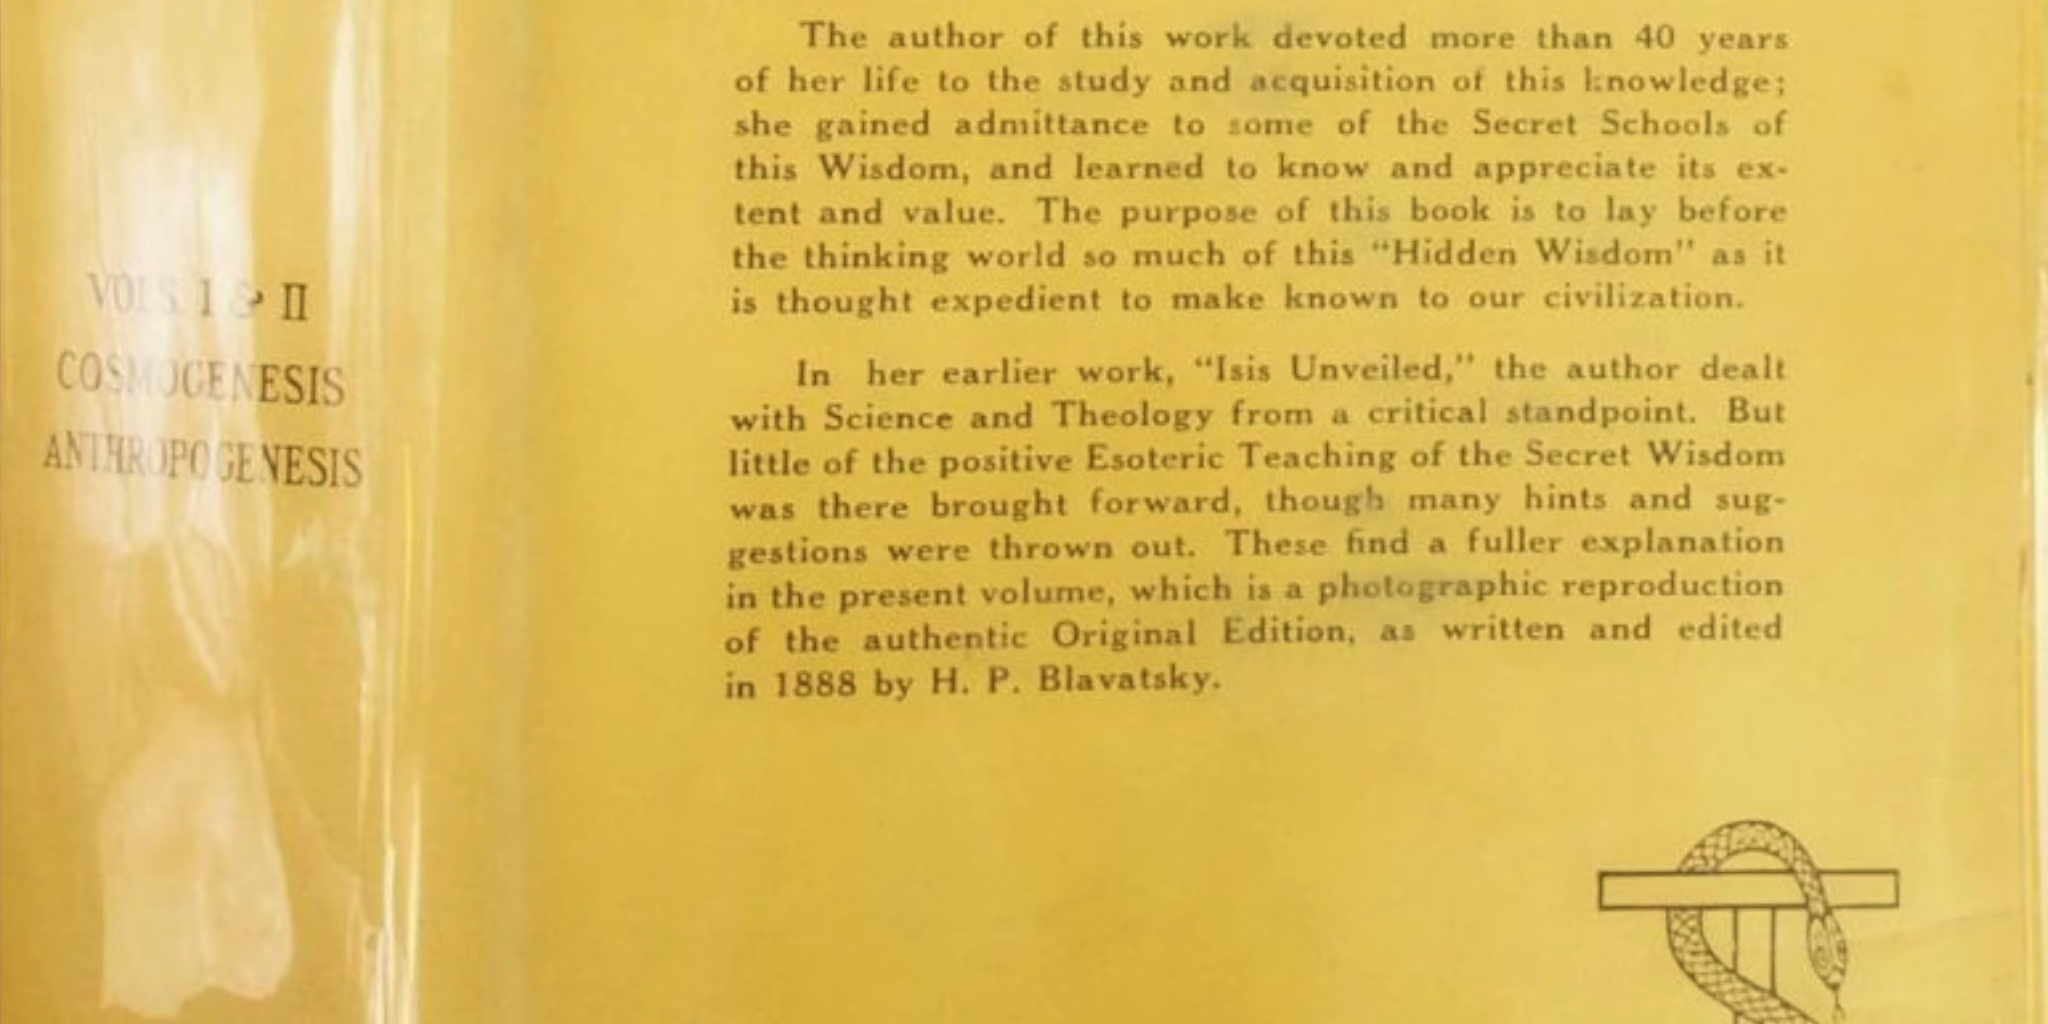 VOLS. I & II
COSMOGENESIS
ANTHROPOGENESIS
The author of this work devoted more than 40 years
of her life to the study and acquisition of this knowledge;
she gained admittance to some of the Secret Schools of
this Wisdom, and learned to know and appreciate its ex-
tent and value. The purpose of this book is to lay before
the thinking world so much of this "Hidden Wisdom" as it
is thought expedient to make known to our civilization.
In her earlier work, "Isis Unveiled," the author dealt
with Science and Theology from a critical standpoint. But
little of the positive Esoteric Teaching of the Secret Wisdom
was there brought forward, though many hints and sug-
gestions were thrown out. These find a fuller explanation
in the present volume, which is a photographic reproduction
of the authentic Original Edition, as written and edited
in 1888 by H. P. Blavatsky.